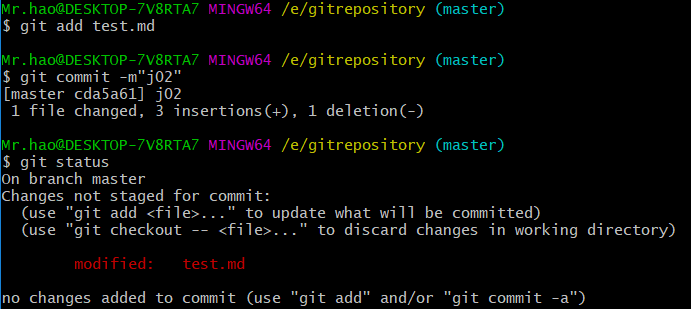 Mr.hao@DESKTOP-7V8RTA7 MINGW64 /e/gitrepository (master)
$ git add test.md
Mr.hao@DESKTOP-7V8RTA7 MINGW64 /e/gitrepository (master)
$ git commit -m"j02"
[master cda5a61] j02
 1 file changed, 3 insertions(+), 1 deletion(-)
Mr.hao@DESKTOP-7V8RTA7 MINGW64 /e/gitrepository (master)
$ git status
On branch master
Changes not staged for commit:
  (use "git add <file>..." to update what will be committed)
  (use "git checkout -- <file>..." to discard changes in working directory)
        modified:   test.md
no changes added to commit (use "git add" and/or "git commit -a")